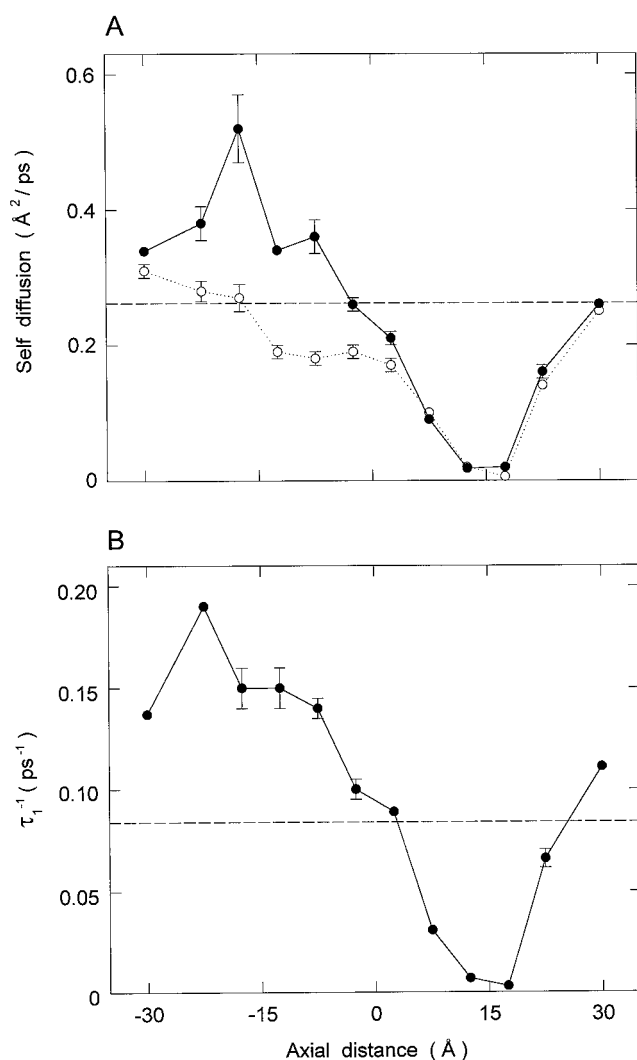 A
0.6
0.4
0.2
0
Self diffusion ( Å²/ps )
B
0.20
0.15
0.10
0.05
0
τ₁⁻¹ ( ps⁻¹ )
-30 -15 0 15 30
Axial distance ( Å )